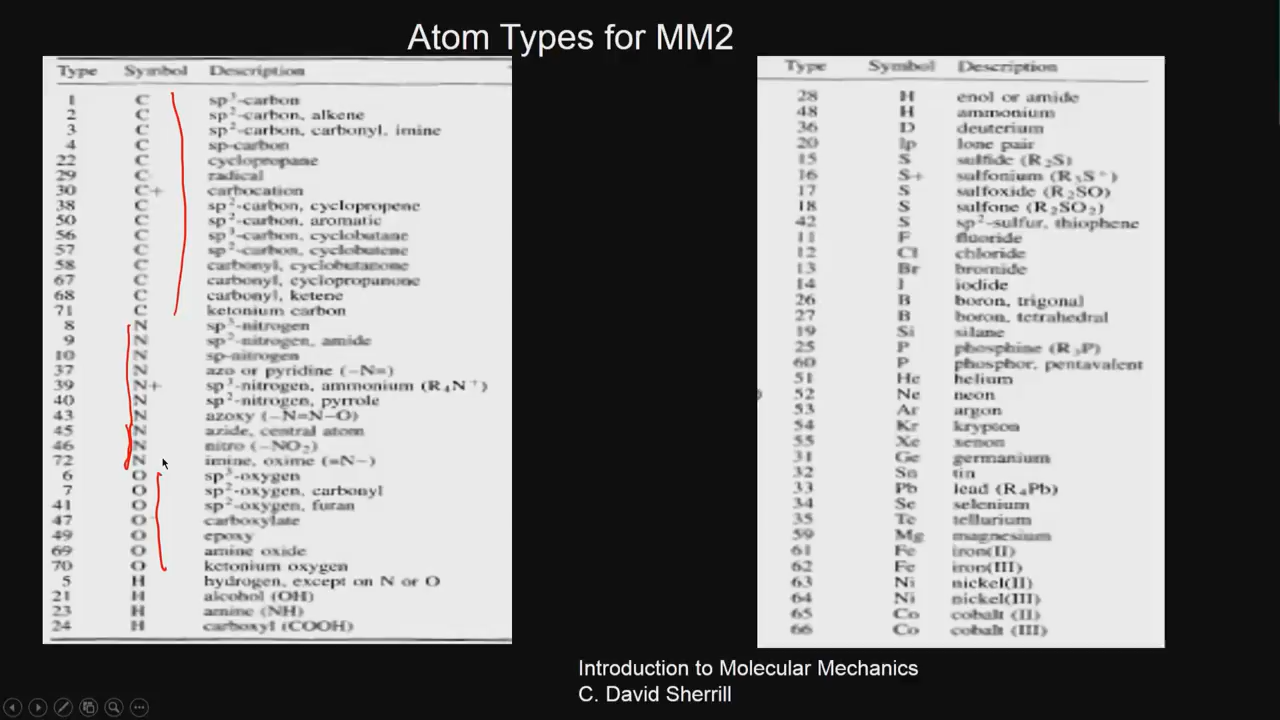 Atom Types for MM2
Type Symbol Description
1 C sp³-carbon
2 C sp²-carbon, alkene
3 C sp²-carbon, carbonyl, imine
4 C sp-carbon
22 C cyclopropane
29 C radical
30 C+ carbocation
38 C sp²-carbon, cyclopropene
50 C sp²-carbon, aromatic
56 C sp³-carbon, cyclobutane
57 C sp²-carbon, cyclobutene
58 C carbonyl, cyclobutanone
67 C carbonyl, cyclopropanone
68 C carbonyl, ketene
71 C ketonium carbon
8 N sp³-nitrogen
9 N sp²-nitrogen, amide
10 N sp-nitrogen
37 N azo or pyridine (−N=)
39 N+ sp³-nitrogen, ammonium (R₄N⁺)
40 N sp²-nitrogen, pyrrole
43 N azoxy (−N=N−O)
45 N azide, central atom
46 N nitro (−NO₂)
72 N imine, oxime (=N−)
6 O sp³-oxygen
7 O sp²-oxygen, carbonyl
41 O sp²-oxygen, furan
47 O carboxylate
49 O epoxy
69 O amine oxide
70 O ketonium oxygen
5 H hydrogen, except on N or O
21 H alcohol (OH)
23 H amine (NH)
24 H carboxyl (COOH)
Type Symbol Description
28 H enol or amide
48 H ammonium
36 D deuterium
20 lp lone pair
15 S sulfide (R₂S)
16 S+ sulfonium (R₃S⁺)
17 S sulfoxide (R₂SO)
18 S sulfone (R₂SO₂)
42 S sp²-sulfur, thiophene
11 F fluoride
12 Cl chloride
13 Br bromide
14 I iodide
26 B boron, trigonal
27 B boron, tetrahedral
19 Si silane
25 P phosphine (R₃P)
60 P phosphor, pentavalent
51 He helium
52 Ne neon
53 Ar argon
54 Kr krypton
55 Xe xenon
31 Ge germanium
32 Sn tin
33 Pb lead (R₄Pb)
34 Se selenium
35 Te tellurium
59 Mg magnesium
61 Fe iron(II)
62 Fe iron(III)
63 Ni nickel(II)
64 Ni nickel(III)
65 Co cobalt (II)
66 Co cobalt (III)
Introduction to Molecular Mechanics
C. David Sherrill